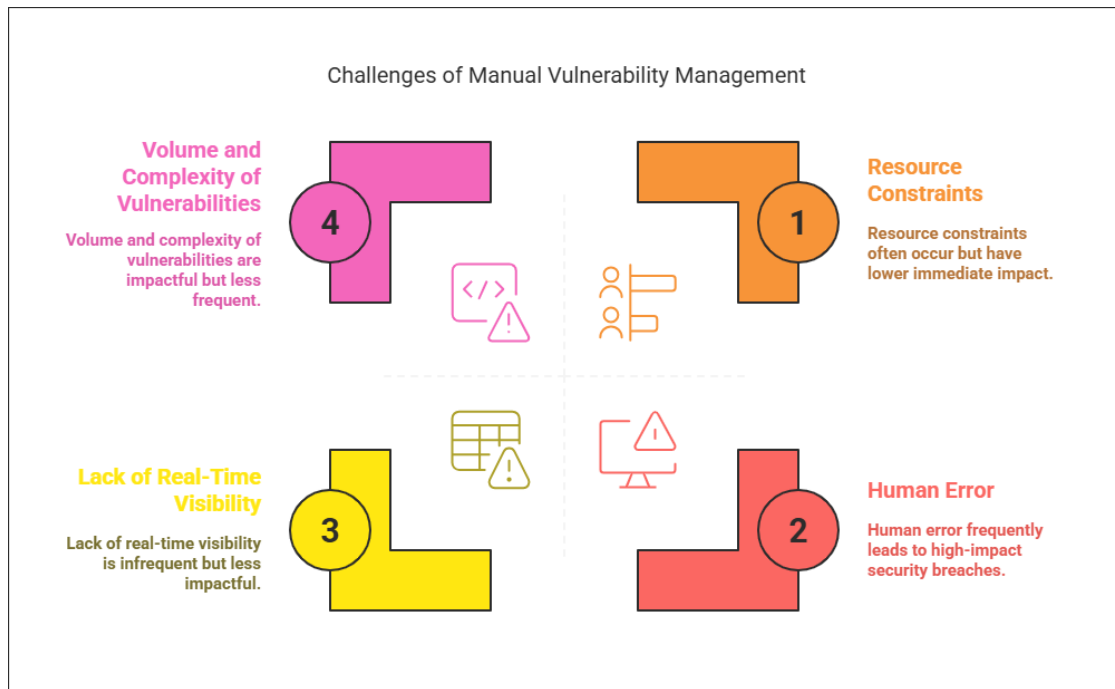 Challenges of Manual Vulnerability Management
Volume and
Complexity of
Vulnerabilities
4
Volume and complexity of
vulnerabilities are
impactful but less
frequent.
1
Resource
Constraints
Resource constraints
often occur but have
lower immediate impact.
Lack of Real-Time
Visibility
3
Lack of real-time visibility
is infrequent but less
impactful.
2
Human Error
Human error frequently
leads to high-impact
security breaches.